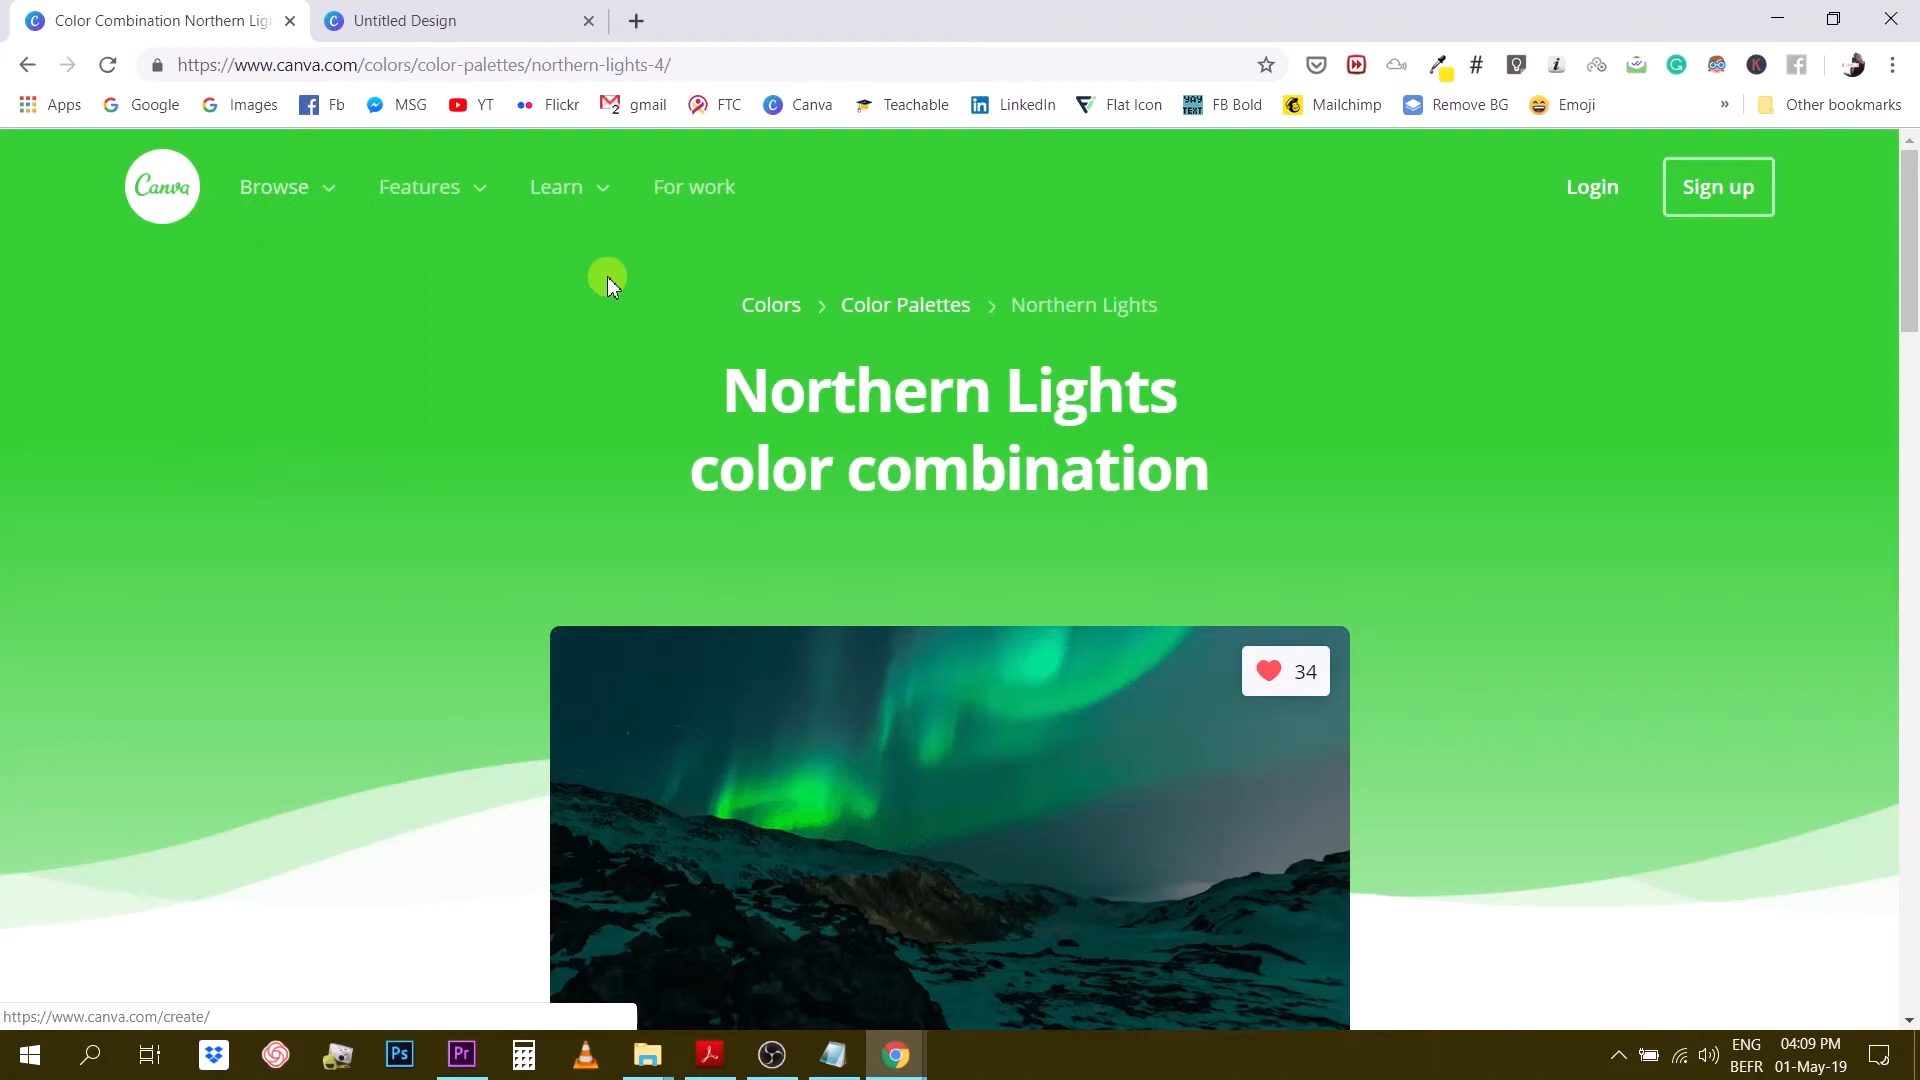 Color Combination Northern Lig
Untitled Design
https://www.canva.com/colors/color-palettes/northern-lights-4/
Apps Google Images Fb MSG YT Flickr gmail FTC Canva Teachable LinkedIn Flat Icon FB Bold Mailchimp Remove BG Emoji » Other bookmarks
Canva Browse Features Learn For work Login Sign up
Colors > Color Palettes > Northern Lights
Northern Lights
color combination
34
https://www.canva.com/create/
Ps Pr
ENG 04:09 PM
BEFR 01-May-19